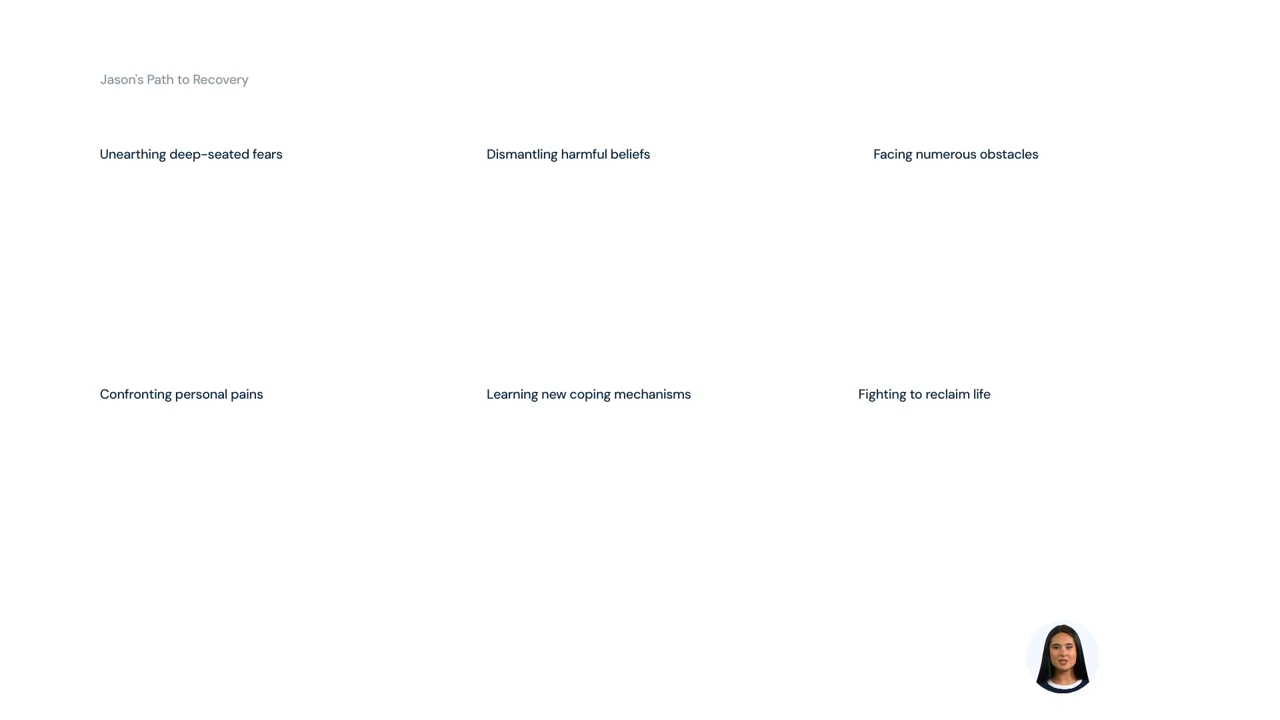 Jason's Path to Recovery
Unearthing deep-seated fears
Dismantling harmful beliefs
Facing numerous obstacles
Confronting personal pains
Learning new coping mechanisms
Fighting to reclaim life